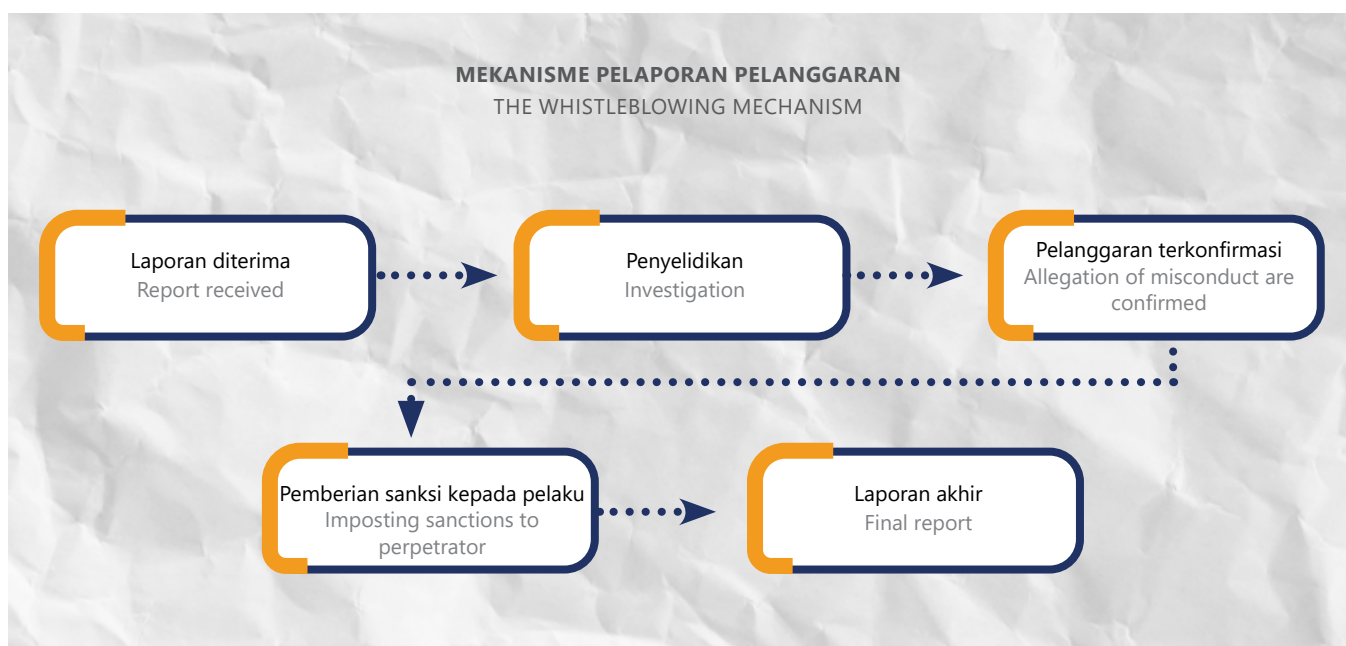 MEKANISME PELAPORAN PELANGGARAN
THE WHISTLEBLOWING MECHANISM
Laporan diterima
Report received
Penyelidikan
Investigation
Pelanggaran terkonfirmasi
Allegation of misconduct are
confirmed
Pemberian sanksi kepada pelaku
Imposting sanctions to
perpetrator
Laporan akhir
Final report